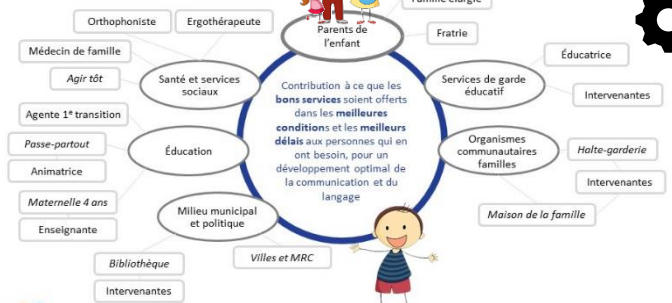 Famille élargie
Parents de
l'enfant
Fratrie
Orthophoniste
Ergothérapeute
Médecin de famille
Agir tôt
Santé et services
sociaux
Agente 1e transition
Passe-partout
Animatrice
Maternelle 4 ans
Enseignante
Éducation
Milieu municipal
et politique
Bibliothèque
Intervenantes
Villes et MRC
Contribution à ce que les
bons services soient offerts
dans les meilleures
conditions et les meilleurs
délais aux personnes qui en
ont besoin, pour un
développement optimal de
la communication et du
langage
Services de garde
éducatif
Éducatrice
Intervenantes
Organismes
communautaires
familles
Halte-garderie
Intervenantes
Maison de la famille